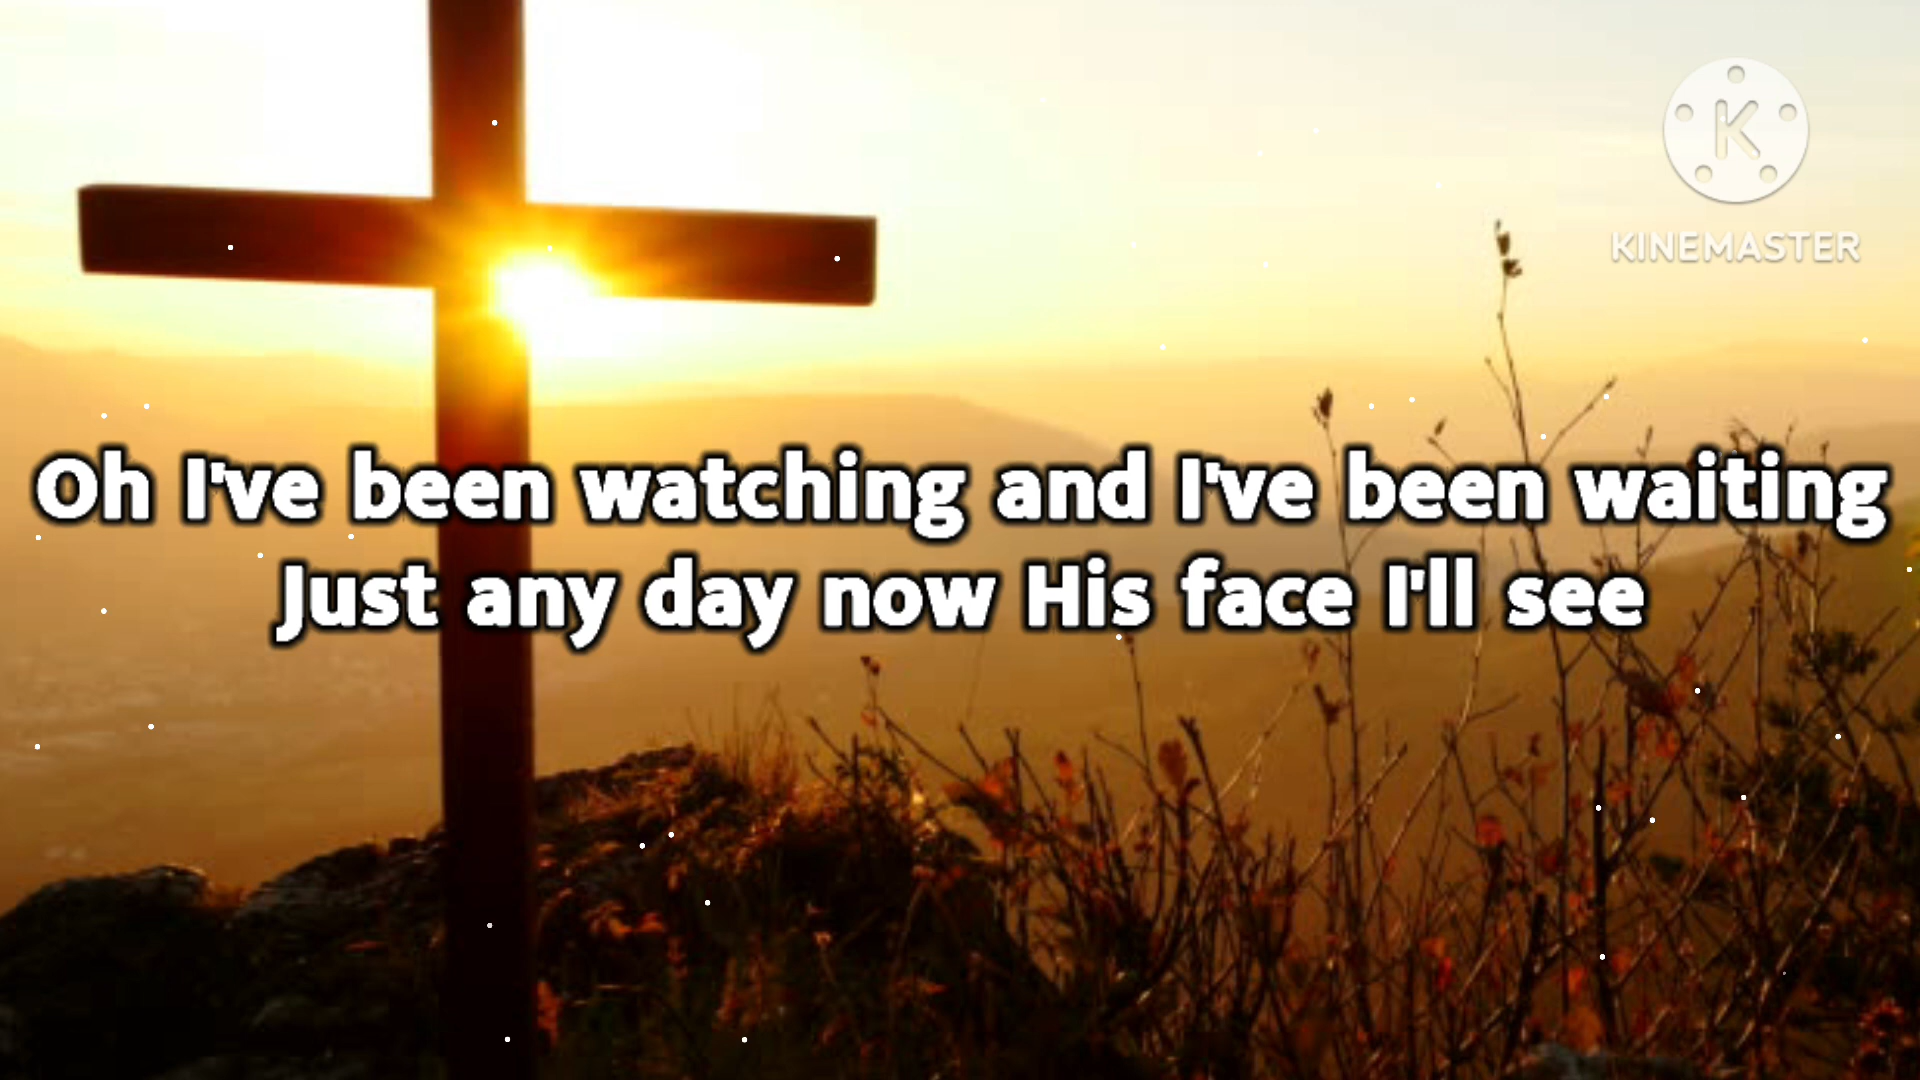 K
KINEMASTER
Oh I've been watching and I've been waiting
Just any day now His face I'll see